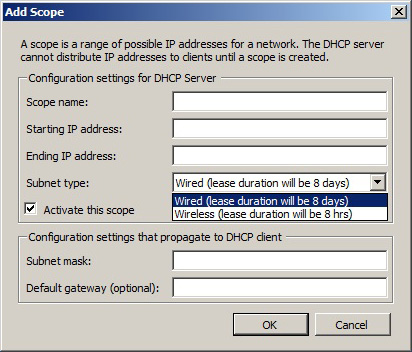 Add Scope
A scope is a range of possible IP addresses for a network. The DHCP server
cannot distribute IP addresses to clients until a scope is created.
Configuration settings for DHCP Server
Scope name:
Starting IP address:
Ending IP address:
Subnet type:
Wired (lease duration will be 8 days)
Wired (lease duration will be 8 days)
Activate this scope
Wireless (lease duration will be 8 hrs)
Configuration settings that propagate to DHCP client
Subnet mask:
Default gateway (optional):
OK
Cancel